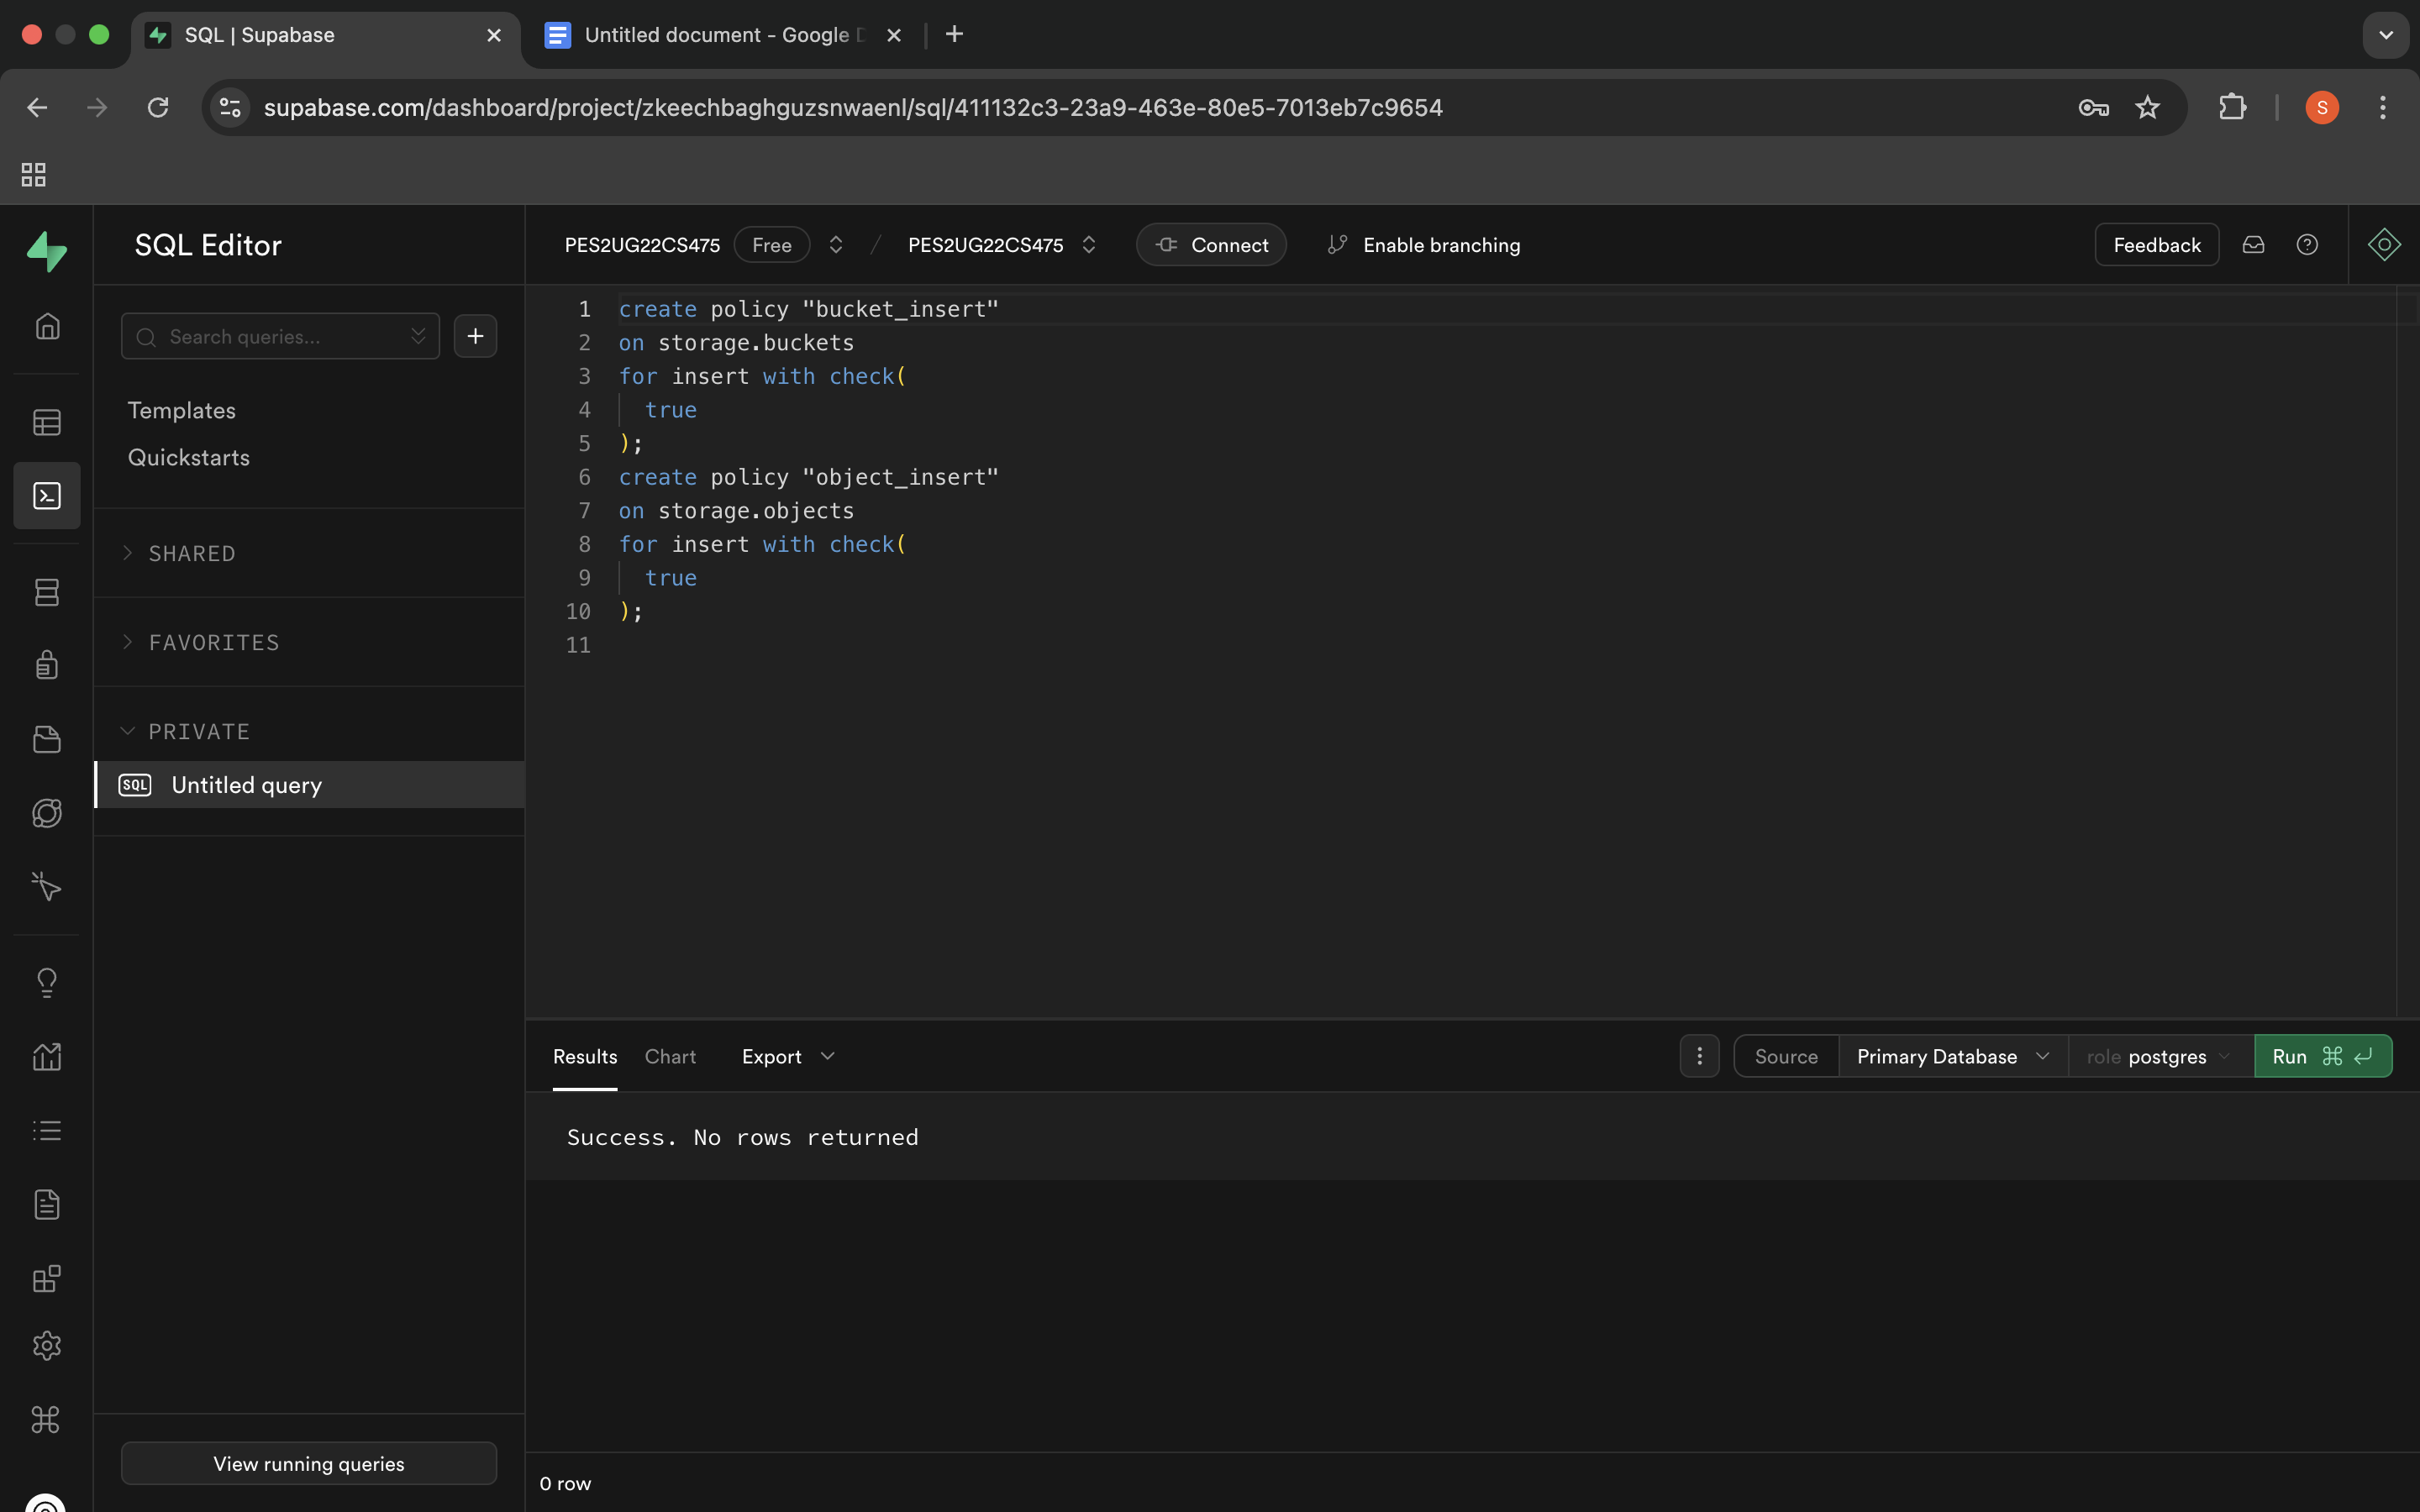 SQL | Supabase
Untitled document - Google
supabase.com/dashboard/project/zkeechbaghguzsnwaenl/sql/411132c3-23a9-463e-80e5-7013eb7c9654
S
SQL Editor
PES2UG22CS475 Free / PES2UG22CS475 Connect Enable branching Feedback
Search queries...
Templates
Quickstarts
SHARED
FAVORITES
PRIVATE
SQL Untitled query
View running queries
1 create policy "bucket_insert"
2 on storage.buckets
3 for insert with check(
4 true
5 );
6 create policy "object_insert"
7 on storage.objects
8 for insert with check(
9 true
10 );
11
Results Chart Export Source Primary Database role postgres Run ⌘ ↵
Success. No rows returned
0 row